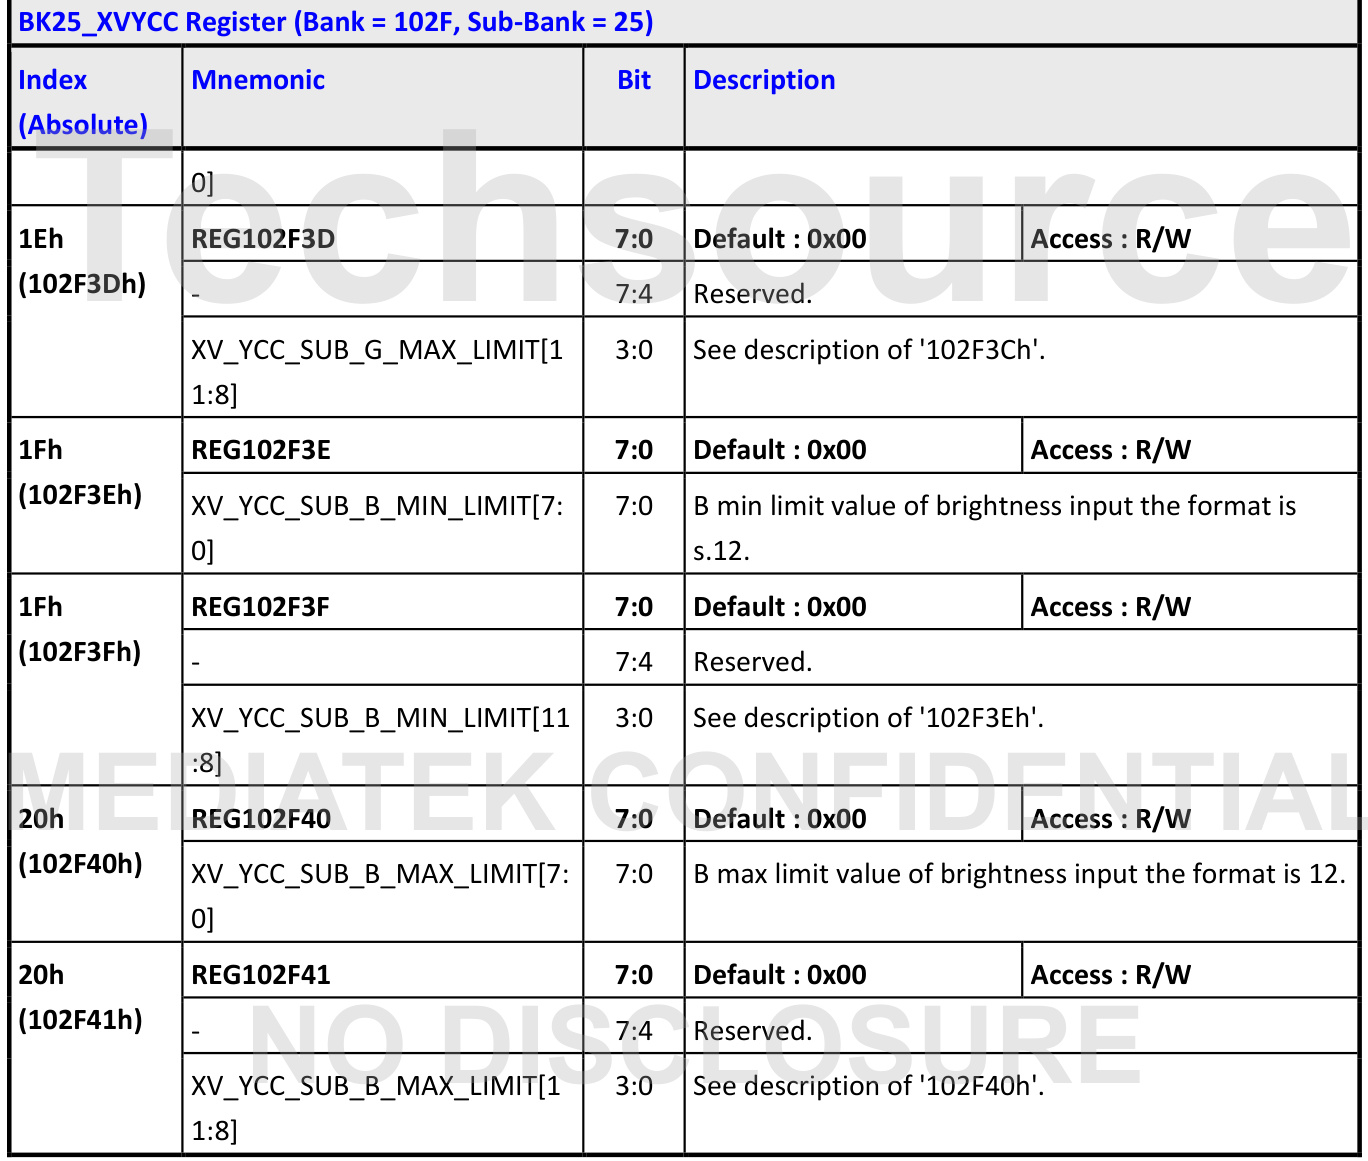 BK25_XVYCC Register (Bank = 102F, Sub-Bank = 25)
Index Mnemonic Bit Description
(Absolute)
0]
1Eh REG102F3D 7:0 Default : 0x00 Access : R/W
(102F3Dh) - 7:4 Reserved.
XV_YCC_SUB_G_MAX_LIMIT[1 3:0 See description of '102F3Ch'.
1:8]
1Fh REG102F3E 7:0 Default : 0x00 Access : R/W
(102F3Eh) XV_YCC_SUB_B_MIN_LIMIT[7: 7:0 B min limit value of brightness input the format is
0] s.12.
1Fh REG102F3F 7:0 Default : 0x00 Access : R/W
(102F3Fh) - 7:4 Reserved.
XV_YCC_SUB_B_MIN_LIMIT[11 3:0 See description of '102F3Eh'.
:8]
20h REG102F40 7:0 Default : 0x00 Access : R/W
(102F40h) XV_YCC_SUB_B_MAX_LIMIT[7: 7:0 B max limit value of brightness input the format is 12.
0]
20h REG102F41 7:0 Default : 0x00 Access : R/W
(102F41h) - 7:4 Reserved.
XV_YCC_SUB_B_MAX_LIMIT[1 3:0 See description of '102F40h'.
1:8]
Techsource
MEDIATEK CONFIDENTIAL
NO DISCLOSURE